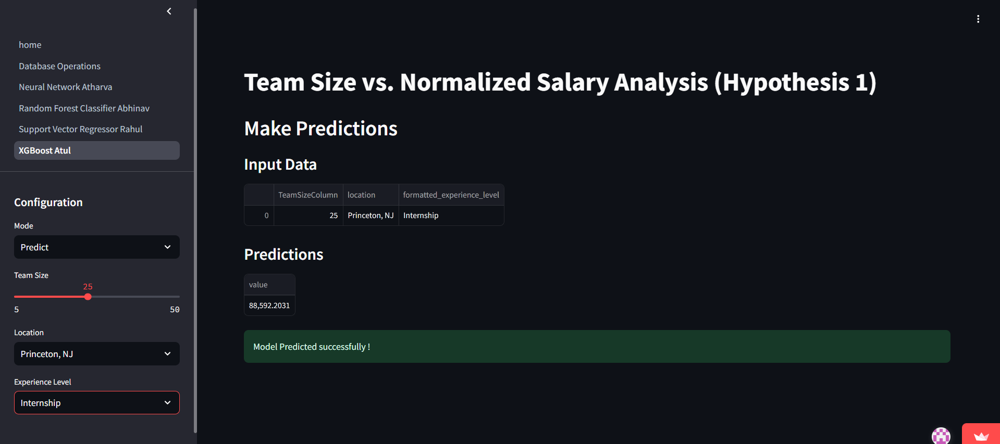 home
Database Operations
Neural Network Atharva
Random Forest Classifier Abhinav
Support Vector Regressor Rahul
XGBoost Atul
Configuration
Mode
Predict
Team Size
25
5 50
Location
Princeton, NJ
Experience Level
Internship
Team Size vs. Normalized Salary Analysis (Hypothesis 1)
Make Predictions
Input Data
TeamSizeColumn location formatted_experience_level
0 25 Princeton, NJ Internship
Predictions
value
88,592.2031
Model Predicted successfully !